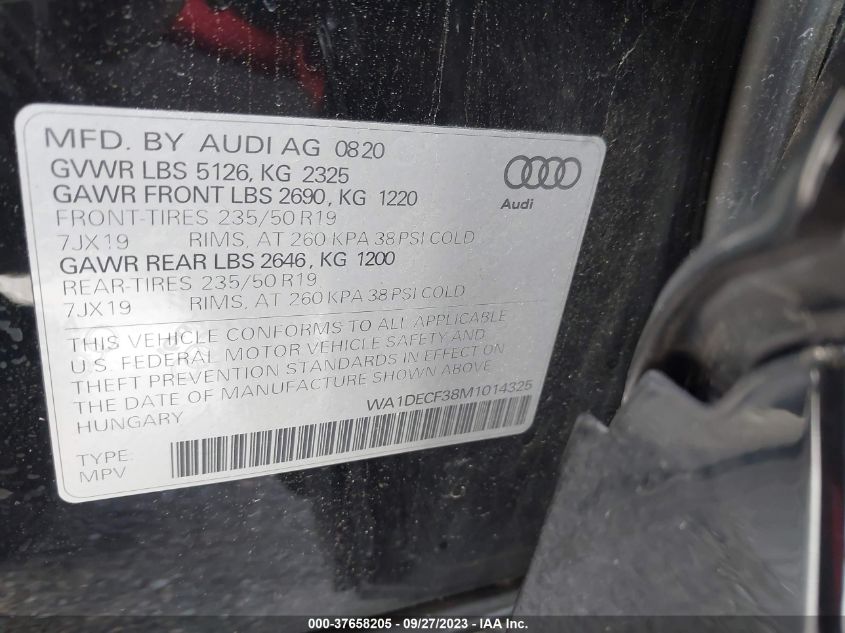 MFD. BY AUDI AG 0820
GVWR LBS 5126, KG 2325
GAWR FRONT LBS 2690, KG 1220
FRONT-TIRES 235/50 R19
7JX19 RIMS, AT 260 KPA 38 PSI COLD
GAWR REAR LBS 2646, KG 1200
REAR-TIRES 235/50 R19
7JX19 RIMS, AT 260 KPA 38 PSI COLD
Audi
THIS VEHICLE CONFORMS TO ALL APPLICABLE
U.S. FEDERAL MOTOR VEHICLE SAFETY AND
THEFT PREVENTION STANDARDS IN EFFECT ON
THE DATE OF MANUFACTURE SHOWN ABOVE
HUNGARY WA1DECF38M1014325
TYPE:
MPV
000-37658205 - 09/27/2023 - IAA Inc.